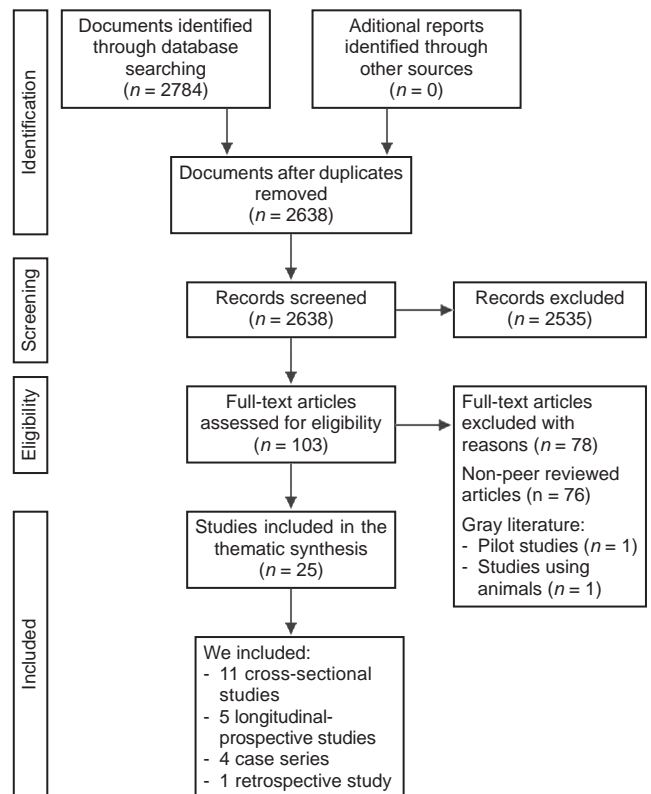 Identification
Documents identified
through database
searching
(n = 2784)
Aditional reports
identified through
other sources
(n = 0)
Documents after duplicates
removed
(n = 2638)
Screening
Records screened
(n = 2638)
Records excluded
(n = 2535)
Eligibility
Full-text articles
assessed for eligibility
(n = 103)
Full-text articles
excluded with
reasons (n = 78)
Non-peer reviewed
articles (n = 76)
Gray literature:
- Pilot studies (n = 1)
- Studies using
animals (n = 1)
Included
Studies included in the
thematic synthesis
(n = 25)
We included:
- 11 cross-sectional
studies
- 5 longitudinal-
prospective studies
- 4 case series
- 1 retrospective study